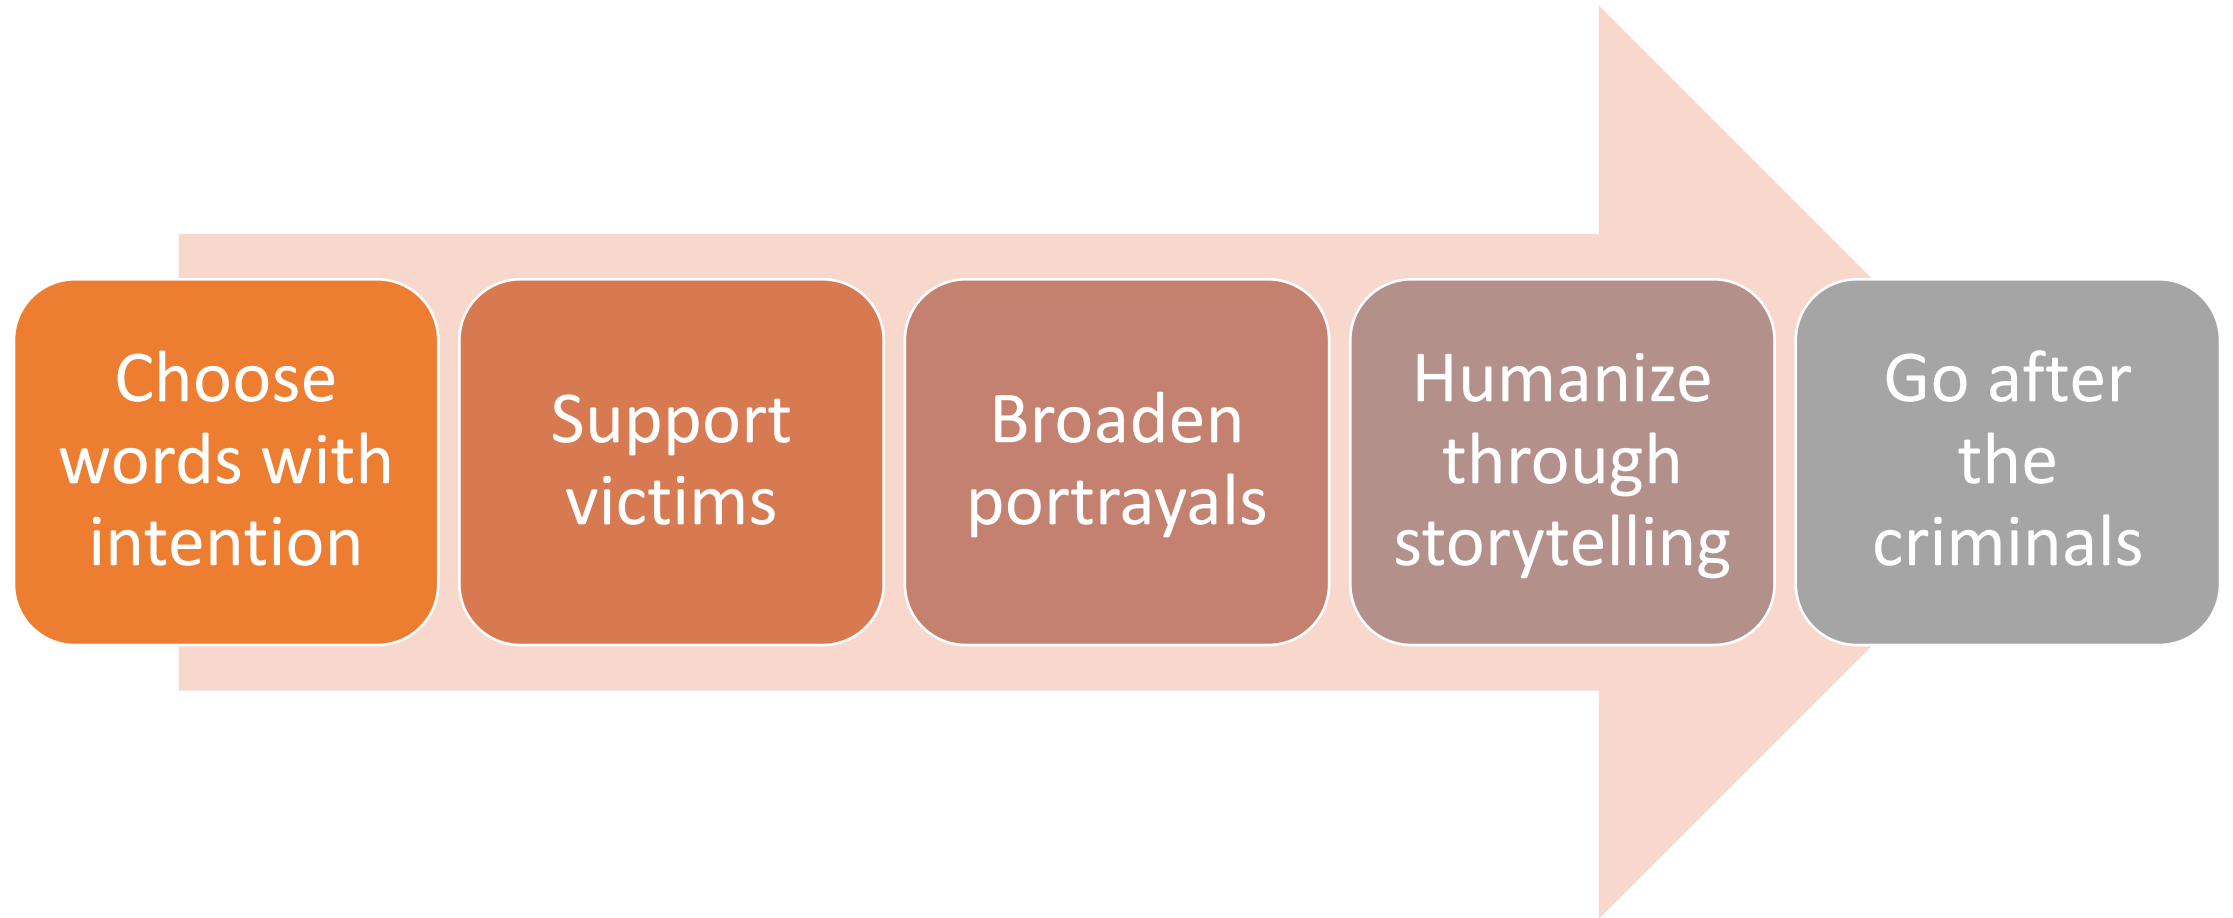 Choose
words with
intention
Support
victims
Broaden
portrayals
Humanize
through
storytelling
Go after
the
criminals